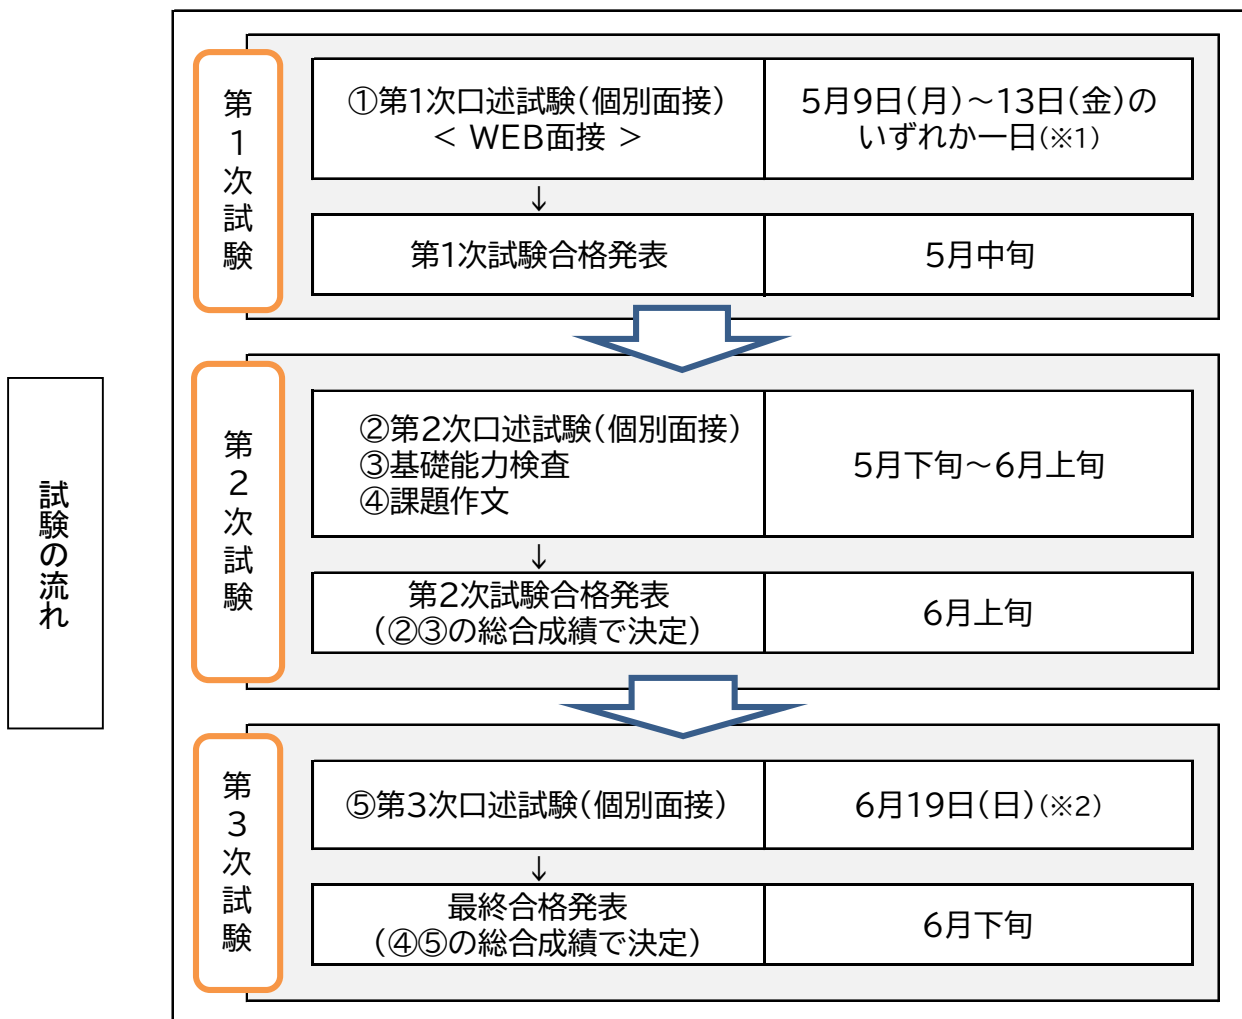 試験の流れ
第1次試験
①第1次口述試験(個別面接)
< WEB面接 >
5月9日(月)~13日(金)の
いずれか一日(※1)
↓
第1次試験合格発表
5月中旬
第2次試験
②第2次口述試験(個別面接)
③基礎能力検査
④課題作文
5月下旬~6月上旬
↓
第2次試験合格発表
(②③の総合成績で決定)
6月上旬
第3次試験
⑤第3次口述試験(個別面接)
6月19日(日)(※2)
↓
最終合格発表
(④⑤の総合成績で決定)
6月下旬